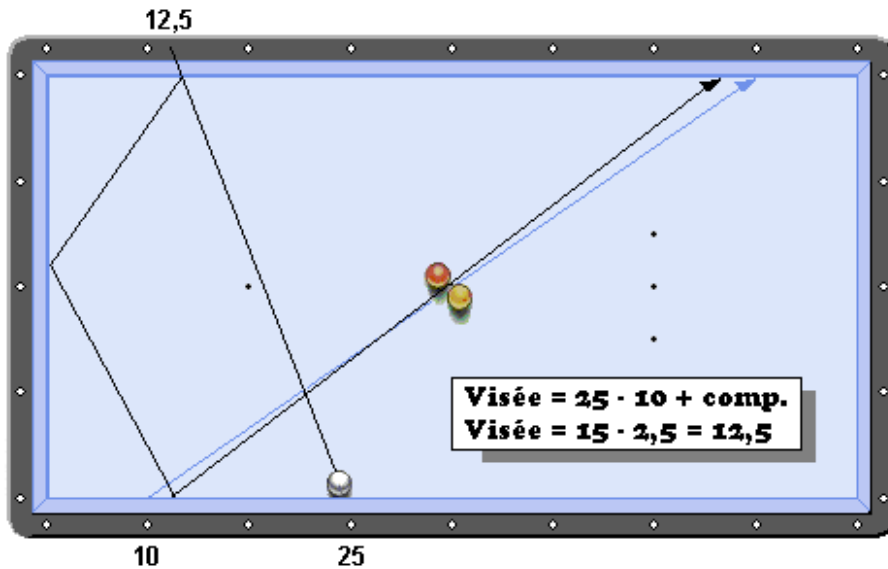 12,5
Visée = 25 - 10 + comp.
Visée = 15 - 2,5 = 12,5
10
25